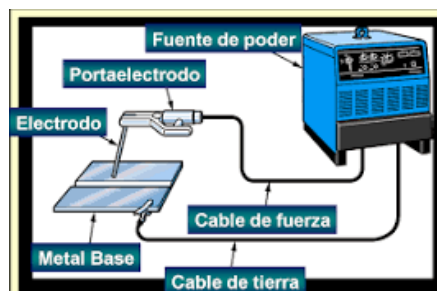 Fuente de poder
Portaelectrodo
Electrodo
Cable de fuerza
Metal Base
Cable de tierra